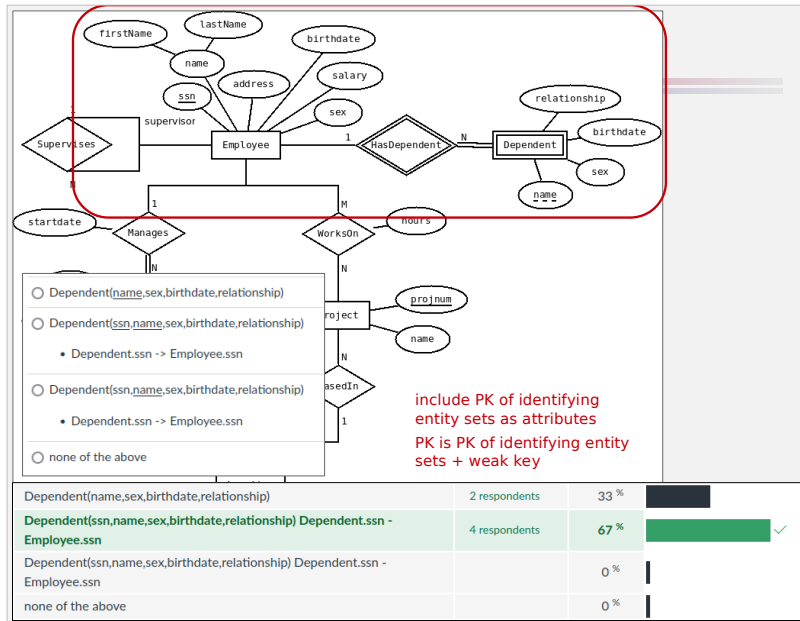 lastName
firstName
birthdate
name
salary
address
ssn
relationship
sex
supervisor
1
birthdate
Supervises
Employee
1
HasDependent
N
Dependent
sex
N
name
1
M
startdate
hours
Manages
WorksOn
N
N
Dependent(name,sex,birthdate,relationship)
projnum
Dependent(ssn,name,sex,birthdate,relationship)
roject
name
• Dependent.ssn -> Employee.ssn
N
asedIn
Dependent(ssn,name,sex,birthdate,relationship)
include PK of identifying
entity sets as attributes
• Dependent.ssn -> Employee.ssn
1
PK is PK of identifying entity
sets + weak key
none of the above
Dependent(name,sex,birthdate,relationship) 2 respondents 33 %
Dependent(ssn,name,sex,birthdate,relationship) Dependent.ssn -
Employee.ssn 4 respondents 67 %
Dependent(ssn,name,sex,birthdate,relationship) Dependent.ssn -
Employee.ssn 0 %
none of the above 0 %